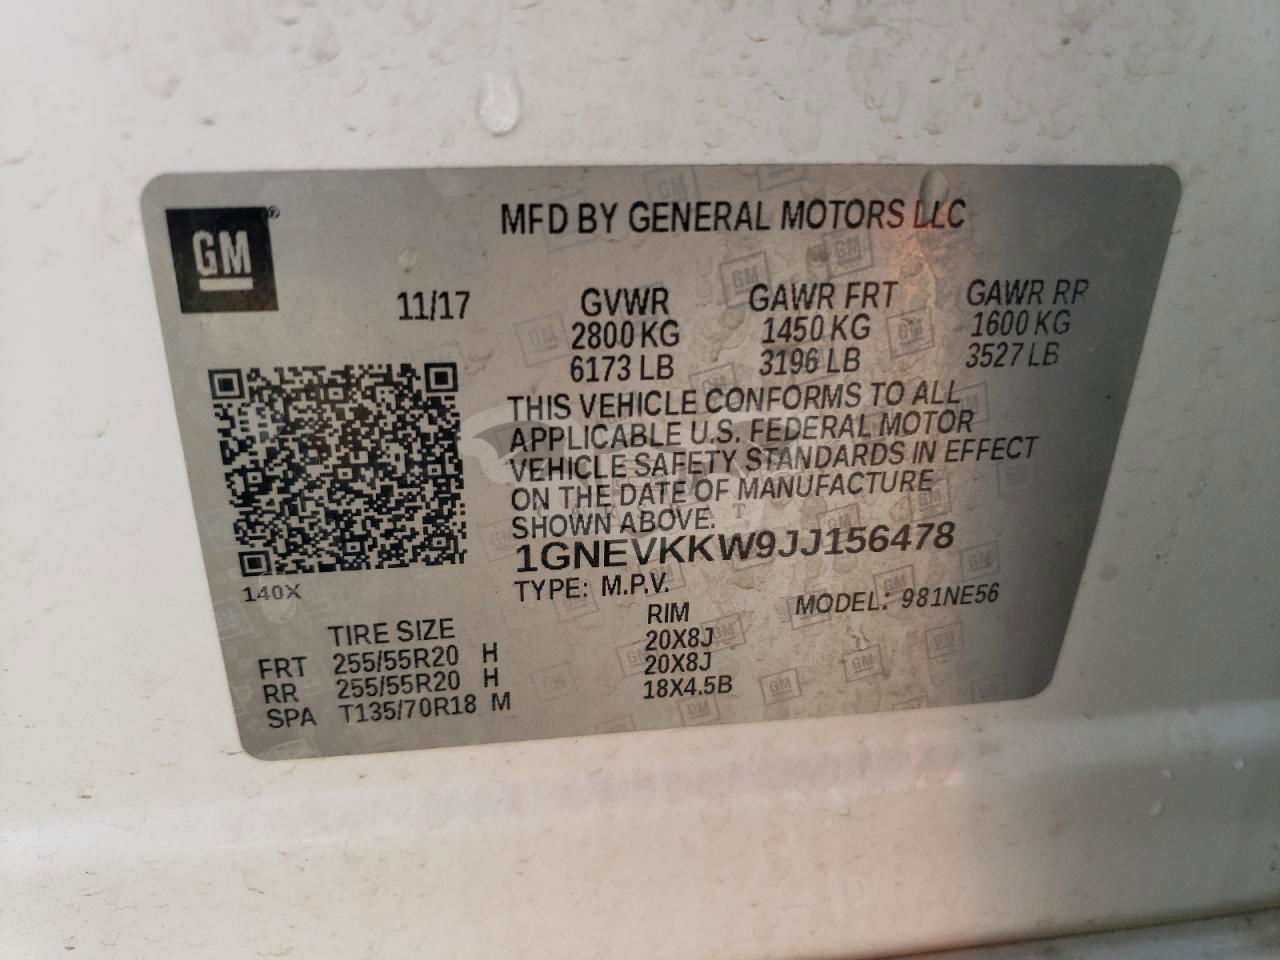 GM®
MFD BY GENERAL MOTORS LLC
11/17
GVWR GAWR FRT GAWR RR
2800 KG 1450 KG 1600 KG
6173 LB 3196 LB 3527 LB
THIS VEHICLE CONFORMS TO ALL
APPLICABLE U.S. FEDERAL MOTOR
VEHICLE SAFETY STANDARDS IN EFFECT
ON THE DATE OF MANUFACTURE
SHOWN ABOVE.
1GNEVKKW9JJ156478
140X
TYPE: M.P.V. MODEL: 981NE56
TIRE SIZE RIM
FRT 255/55R20 H 20X8J
RR 255/55R20 H 20X8J
SPA T135/70R18 M 18X4.5B